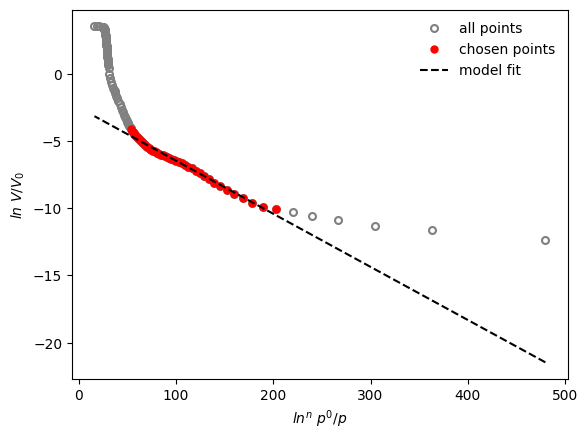 all points
chosen points
model fit
0
−5
−10
−15
−20
ln V/V₀
0
100
200
300
400
500
lnⁿ p⁰/p